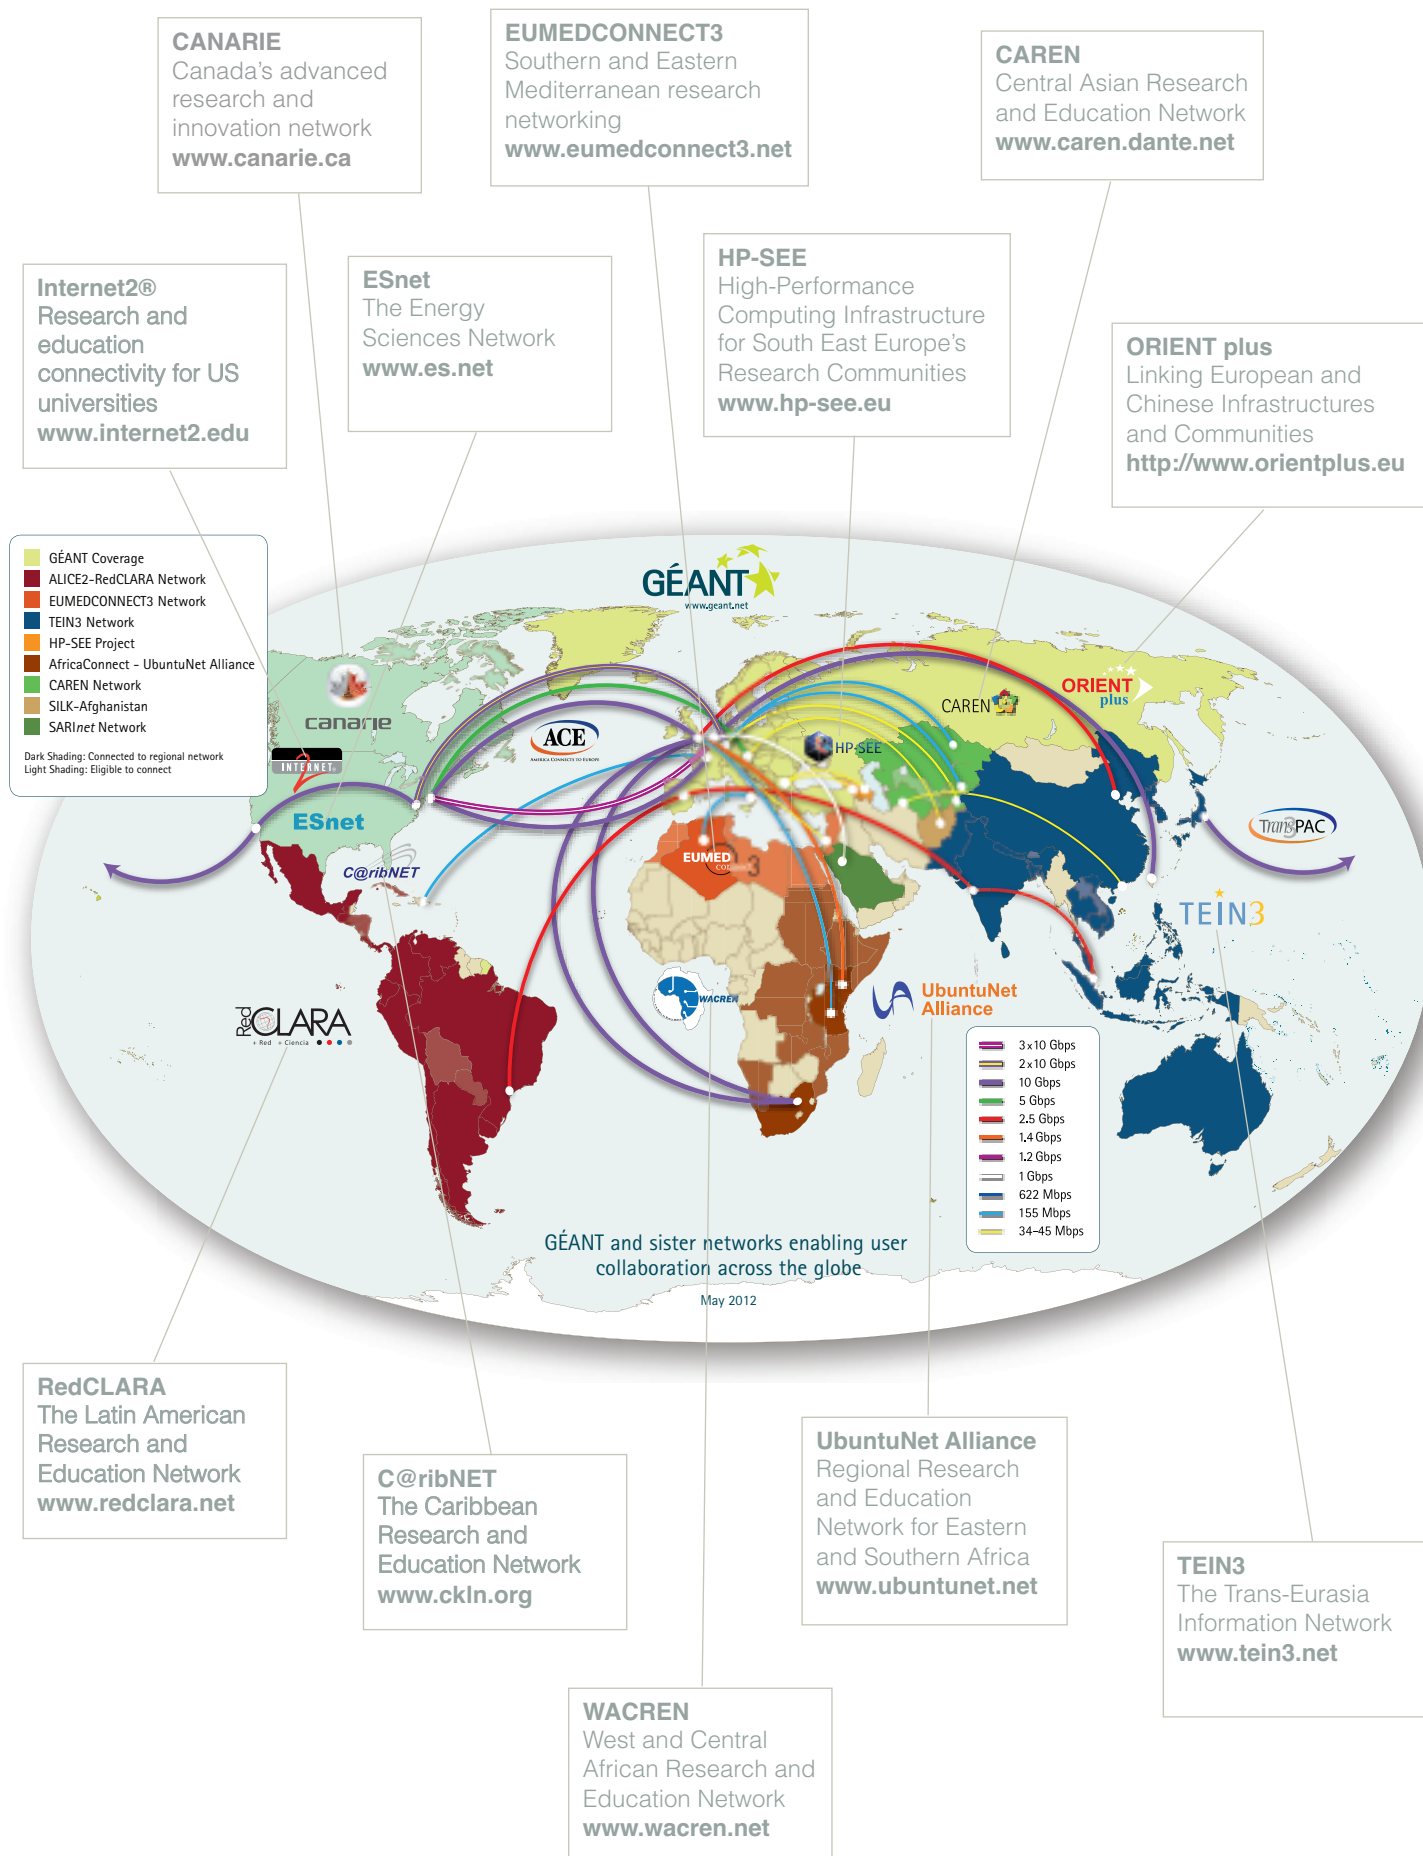 CANARIE
Canada's advanced
research and
innovation network
www.canarie.ca
EUMEDCONNECT3
Southern and Eastern
Mediterranean research
networking
www.eumedconnect3.net
CAREN
Central Asian Research
and Education Network
www.caren.dante.net
Internet2®
Research and
education
connectivity for US
universities
www.internet2.edu
ESnet
The Energy
Sciences Network
www.es.net
HP-SEE
High-Performance
Computing Infrastructure
for South East Europe's
Research Communities
www.hp-see.eu
ORIENT plus
Linking European and
Chinese Infrastructures
and Communities
http://www.orientplus.eu
GÉANT Coverage
ALICE2-RedCLARA Network
EUMEDCONNECT3 Network
TEIN3 Network
HP-SEE Project
AfricaConnect - UbuntuNet Alliance
CAREN Network
SILK-Afghanistan
SARInet Network
Dark Shading: Connected to regional network
Light Shading: Eligible to connect
GÉANT
www.geant.net
canarie
INTERNET
ACE
AMERICA CONNECTS TO EUROPE
HP-SEE
CAREN
ORIENT
plus
ESnet
C@ribNET
EUMED
3
Trans3PAC
TEIN3
Red
CLARA
+ Red + Ciencia
WACREN
UbuntuNet
Alliance
3x10 Gbps
2x10 Gbps
10 Gbps
5 Gbps
2.5 Gbps
1.4 Gbps
1.2 Gbps
1 Gbps
622 Mbps
155 Mbps
34-45 Mbps
GÉANT and sister networks enabling user
collaboration across the globe
May 2012
RedCLARA
The Latin American
Research and
Education Network
www.redclara.net
C@ribNET
The Caribbean
Research and
Education Network
www.ckln.org
UbuntuNet Alliance
Regional Research
and Education
Network for Eastern
and Southern Africa
www.ubuntunet.net
TEIN3
The Trans-Eurasia
Information Network
www.tein3.net
WACREN
West and Central
African Research and
Education Network
www.wacren.net